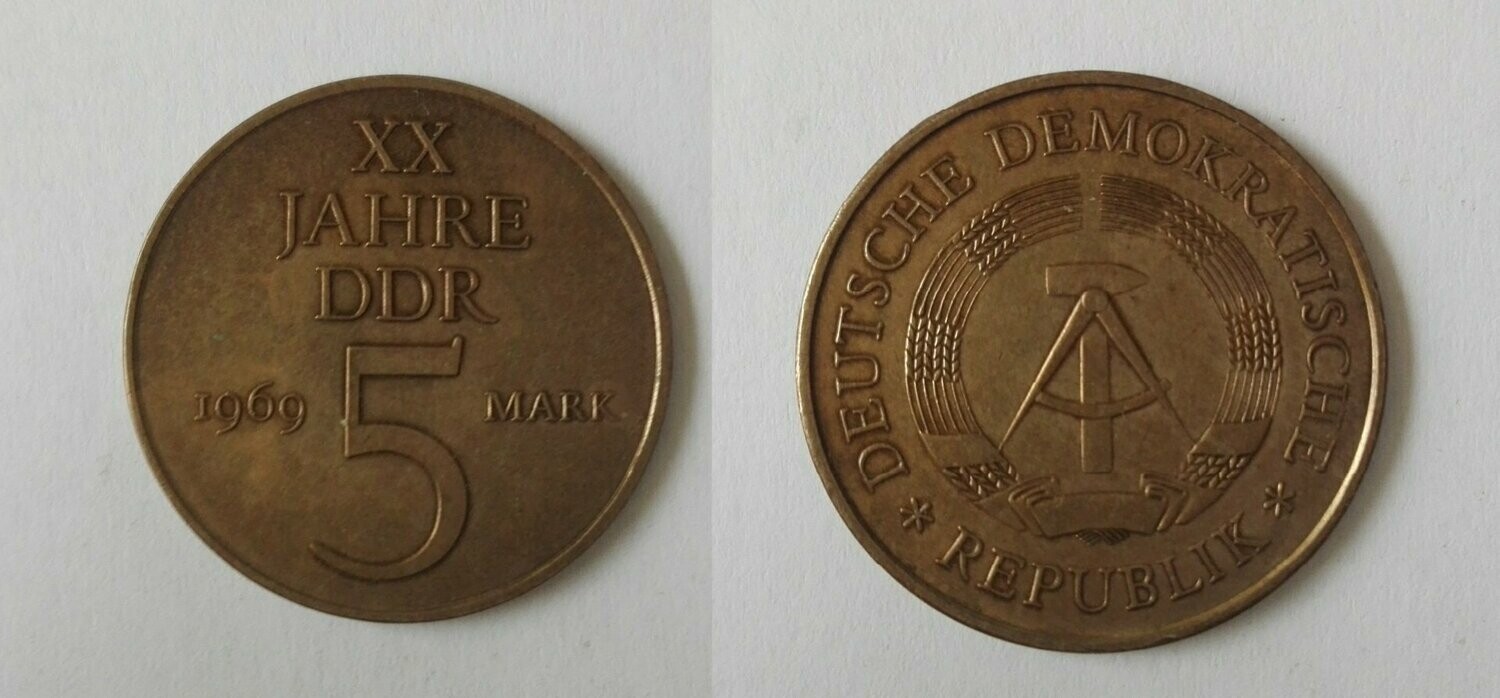 XX
JAHRE
DDR
1969 5 MARK
DEUTSCHE DEMOKRATISCHE
* REPUBLIK *